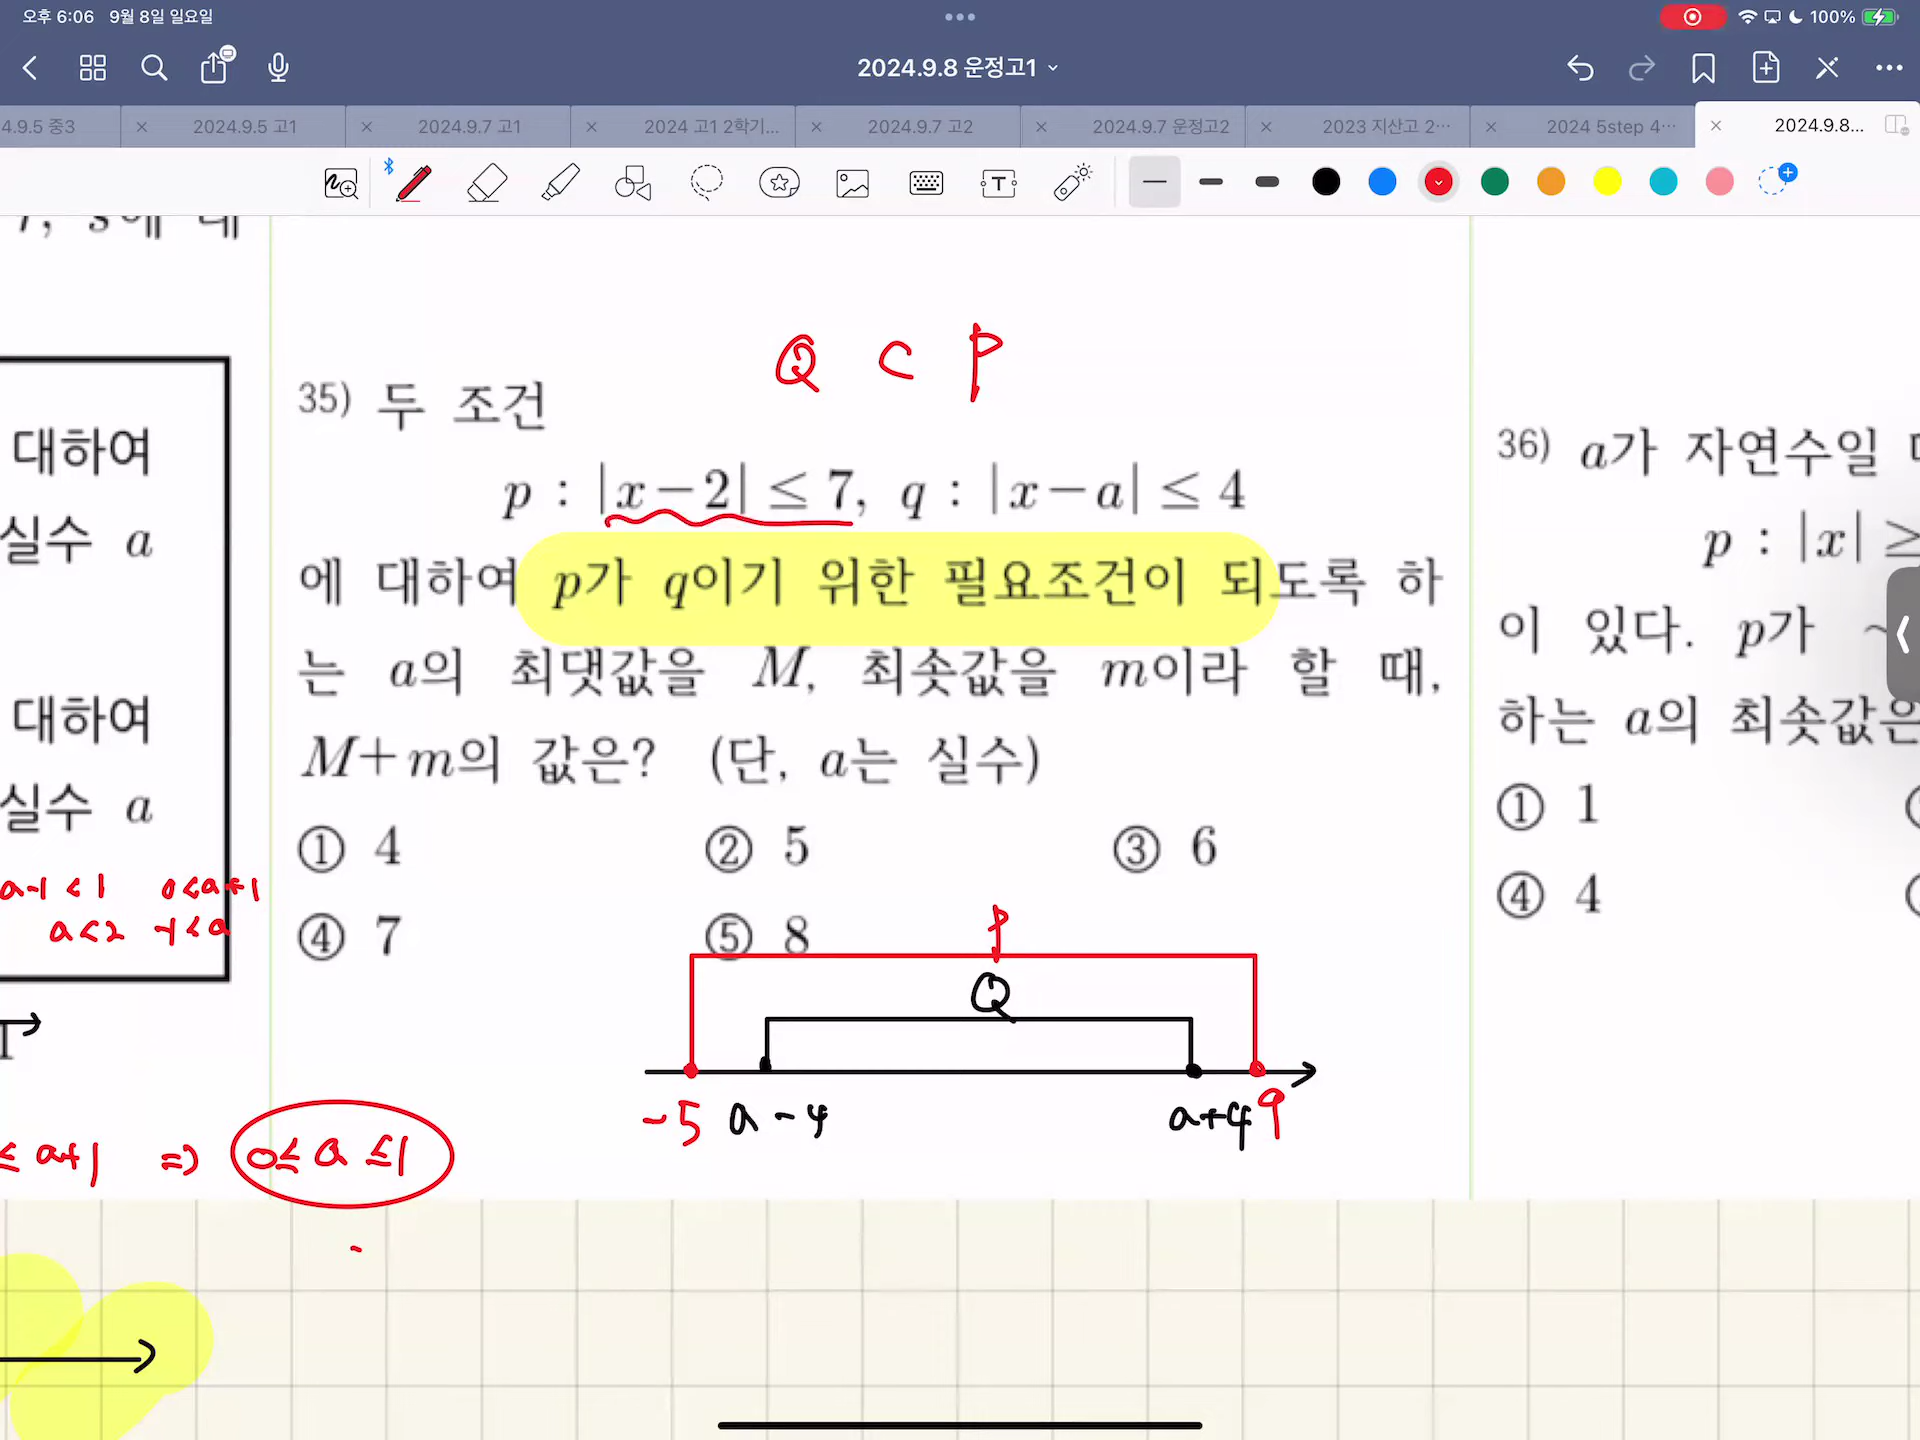 오후 6:06 9월 8일 일요일
100%
2024.9.8 운정고1
4.9.5 중3
2024.9.5 고1
2024.9.7 고1
2024 고1 2학기...
2024.9.7 고2
2024.9.7 운정고2
2023 지산고 2...
2024 5step 4...
2024.9.8...
대하여
실수 a
대하여
실수 a
a-1<1 0<a+1
a<2 -1<a
≤ a+1 => 0≤ a ≤1
Q ⊂ P
35) 두 조건
p : |x-2| ≤ 7, q : |x-a| ≤ 4
에 대하여 p가 q이기 위한 필요조건이 되도록 하
는 a의 최댓값을 M, 최솟값을 m이라 할 때,
M+m의 값은? (단, a는 실수)
① 4 ② 5 ③ 6
④ 7 ⑤ 8
P
Q
-5 a-4 a+4 9
36) a가 자연수일
p : |x| ≥
이 있다. p가 ~
하는 a의 최솟값은
① 1
④ 4